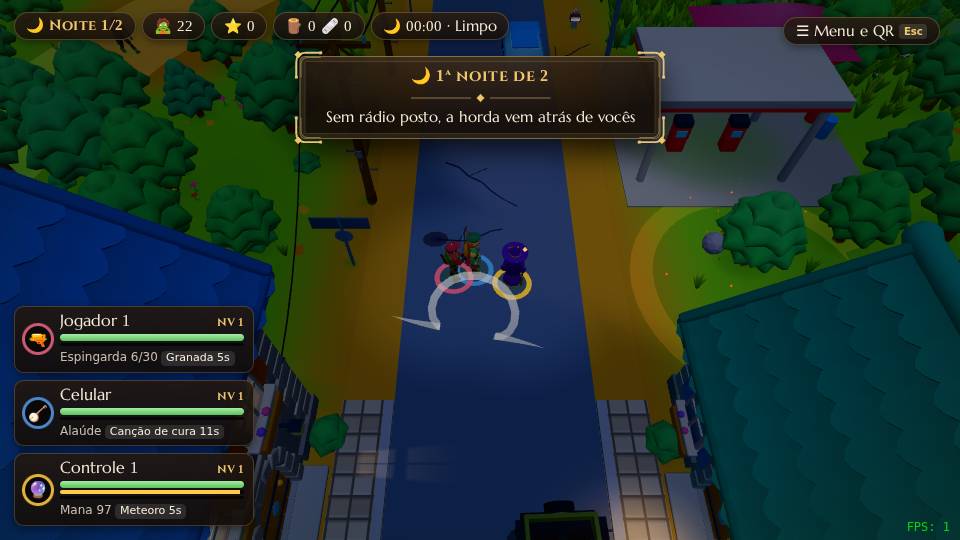 Noite 1/2
22
0
0
0
00:00 · Limpo
☰ Menu e QR Esc
1ª noite de 2
Sem rádio posto, a horda vem atrás de vocês
Jogador 1 NV 1
Espingarda 6/30 Granada 5s
Celular NV 1
Alaúde Canção de cura 11s
Controle 1 NV 1
Mana 97 Meteoro 5s
FPS: 1